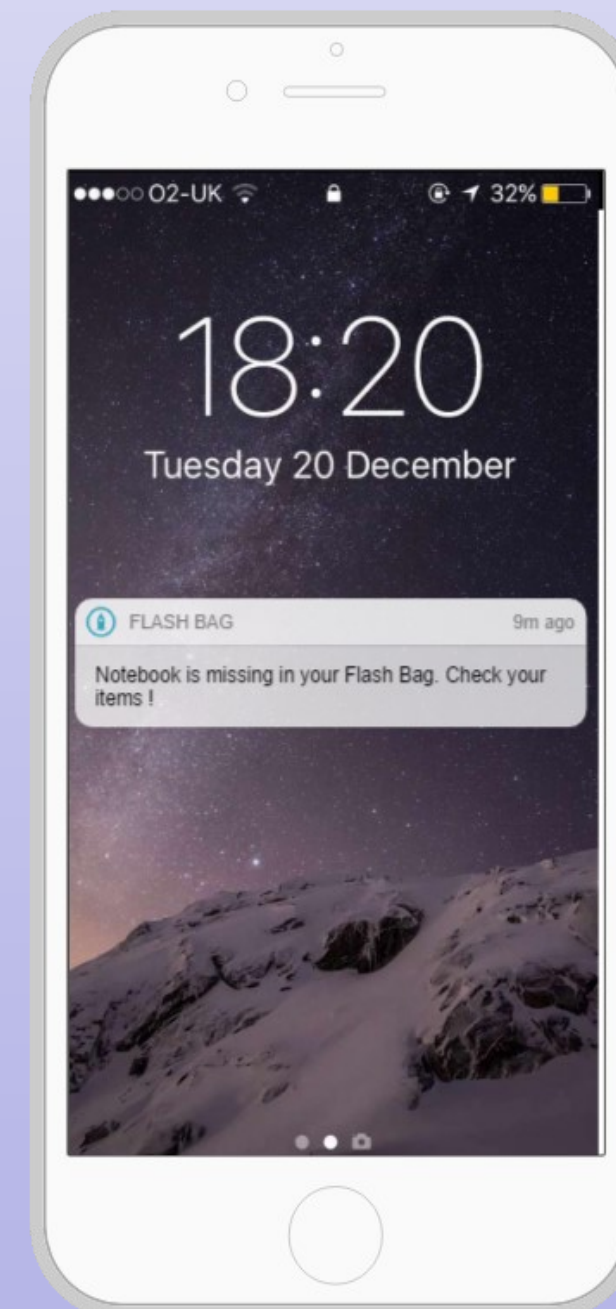 O2-UK 32%
18:20
Tuesday 20 December
FLASH BAG 9m ago
Notebook is missing in your Flash Bag. Check your
items !